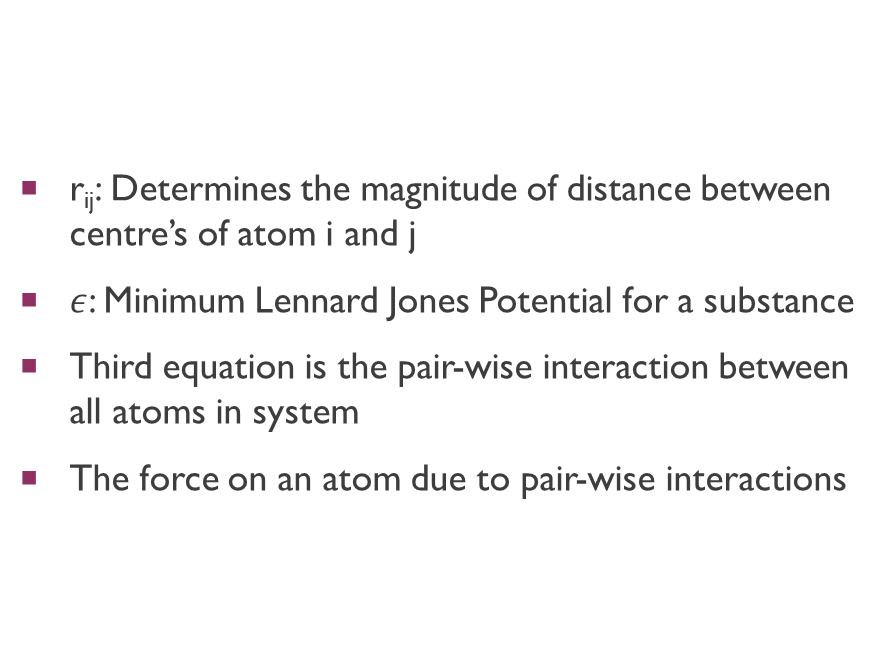 ▪ r_ij: Determines the magnitude of distance between
centre’s of atom i and j
▪ ϵ: Minimum Lennard Jones Potential for a substance
▪ Third equation is the pair-wise interaction between
all atoms in system
▪ The force on an atom due to pair-wise interactions